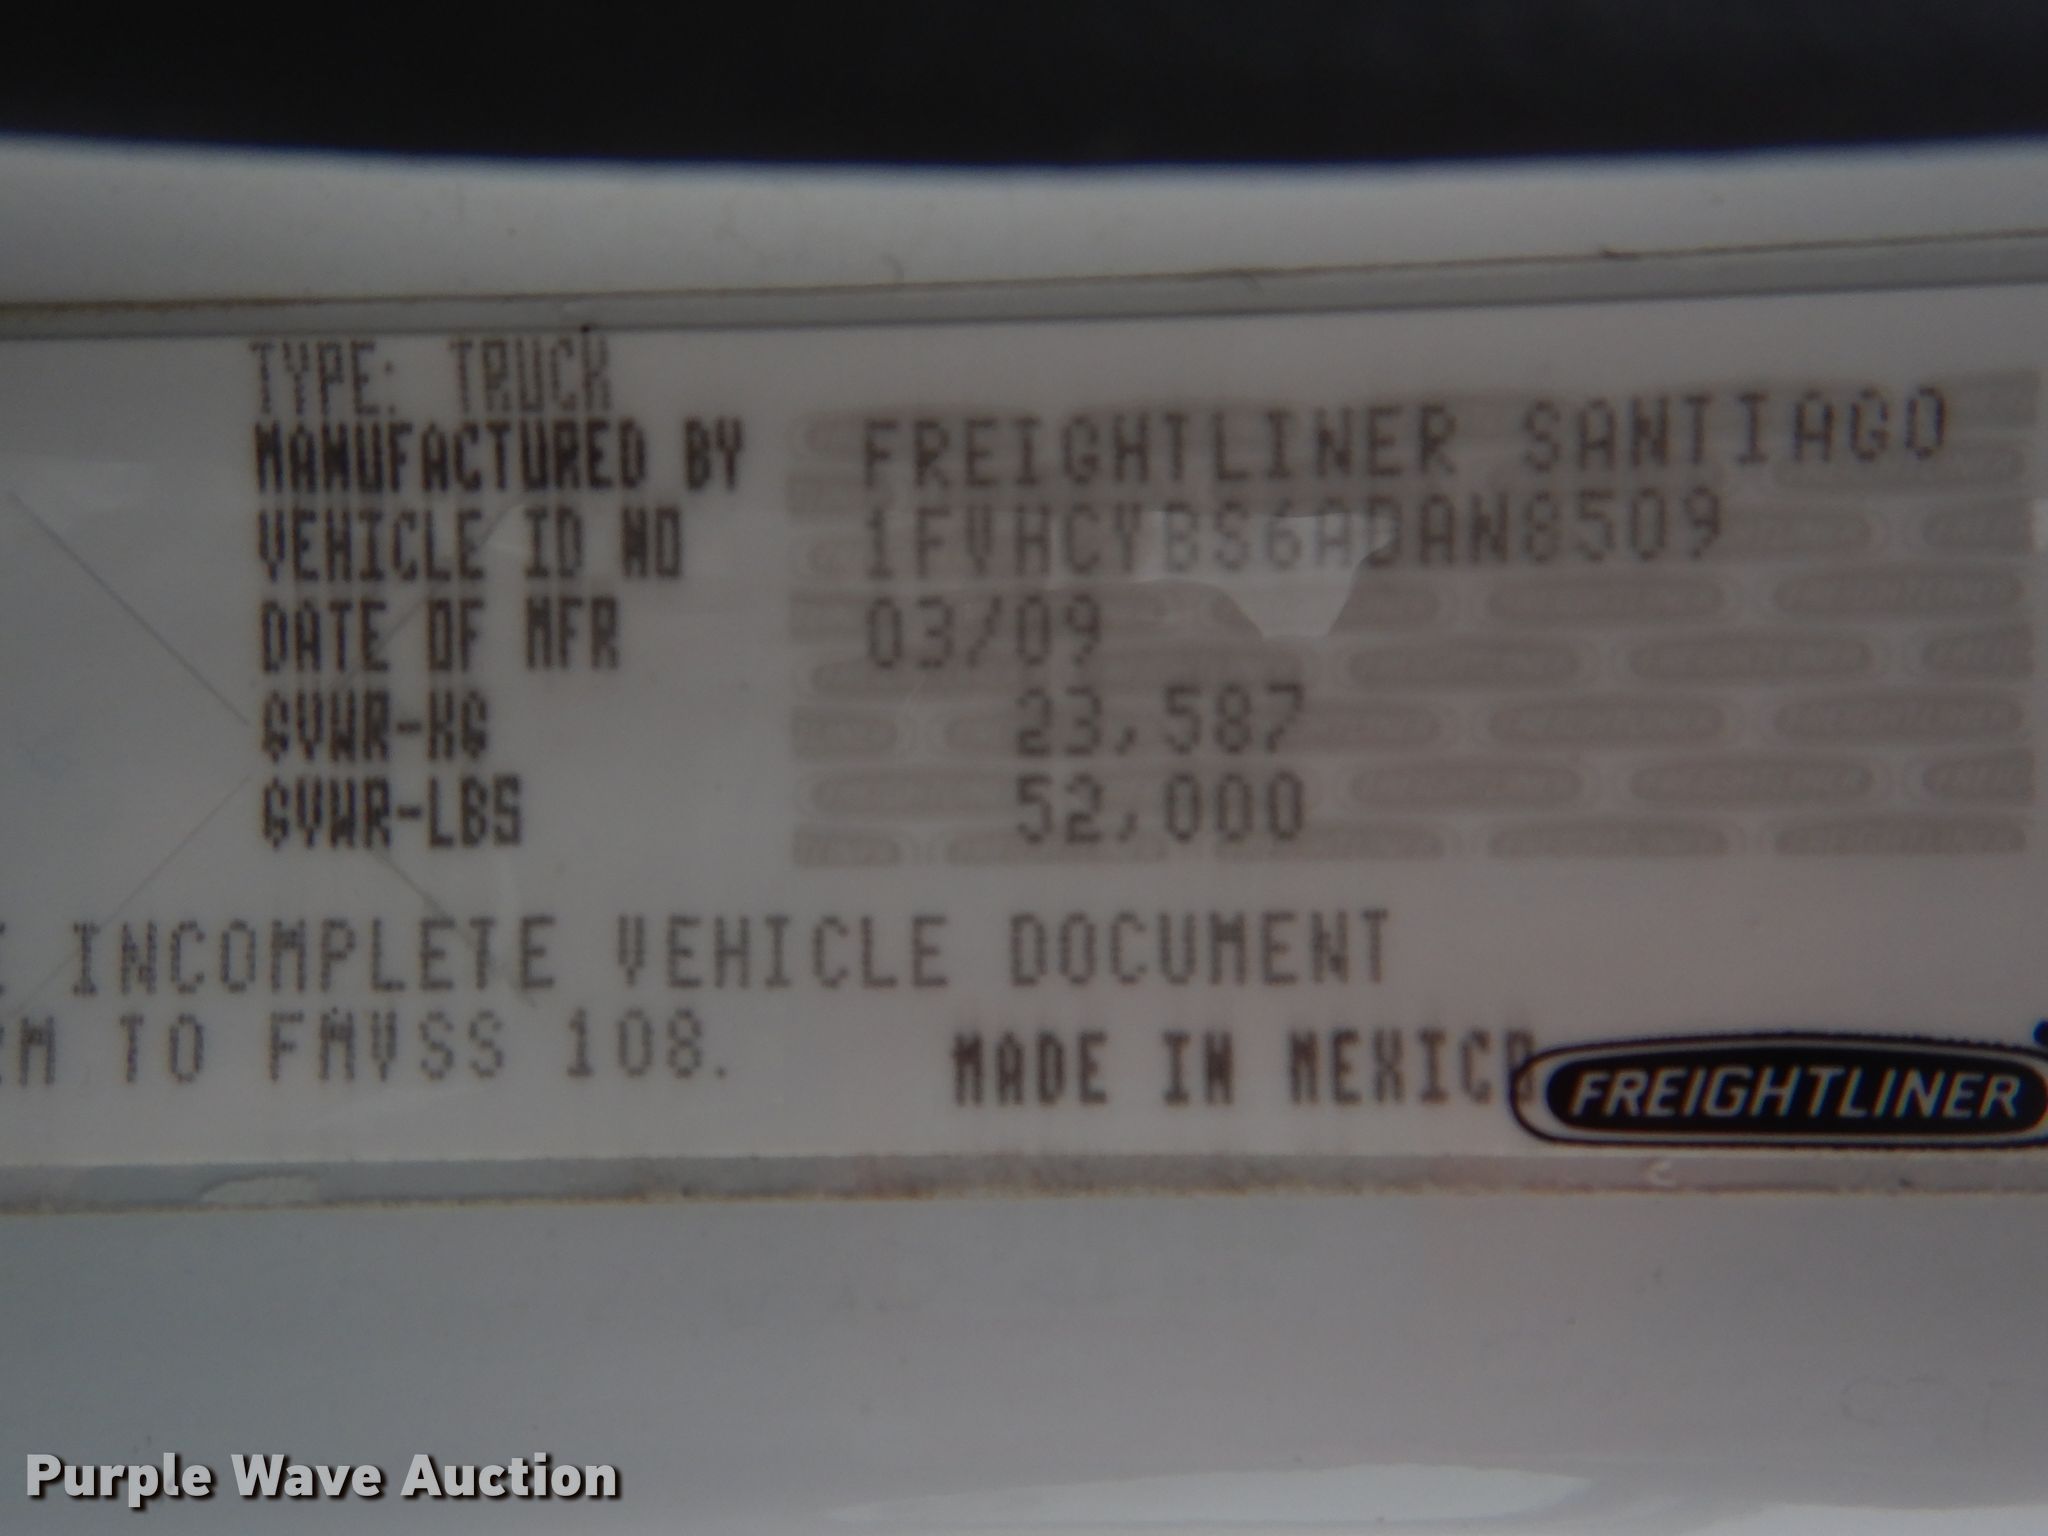 TYPE: TRUCK
MANUFACTURED BY FREIGHTLINER SANTIAGO
VEHICLE ID NO 1FVHCYBS6ADAN8509
DATE OF MFR 03/09
GVWR-KG 23,587
GVWR-LBS 52,000
INCOMPLETE VEHICLE DOCUMENT
TO FMVSS 108.
MADE IN MEXICO FREIGHTLINER
Purple Wave Auction